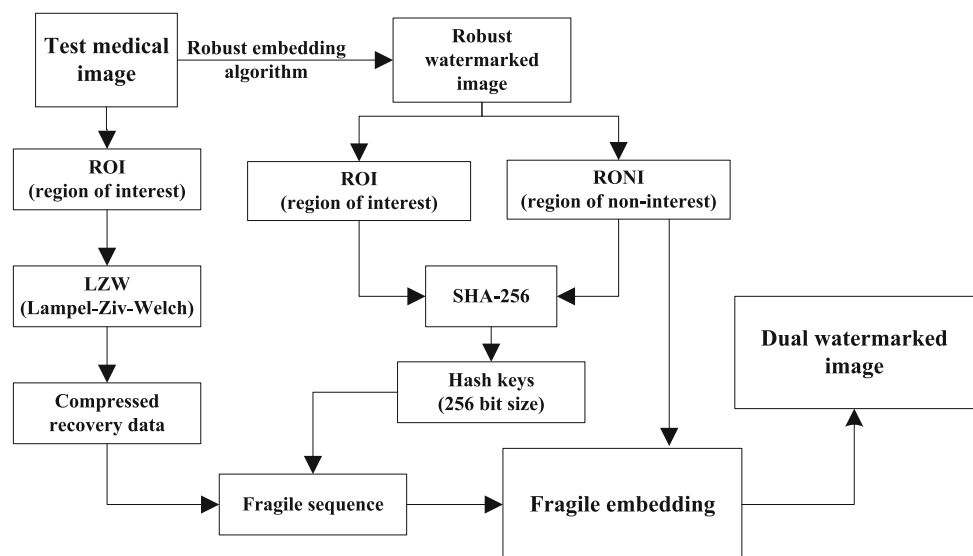 Test medical
image
Robust embedding
algorithm
Robust
watermarked
image
ROI
(region of interest)
ROI
(region of interest)
RONI
(region of non-interest)
LZW
(Lampel-Ziv-Welch)
SHA-256
Dual watermarked
image
Compressed
recovery data
Hash keys
(256 bit size)
Fragile sequence
Fragile embedding